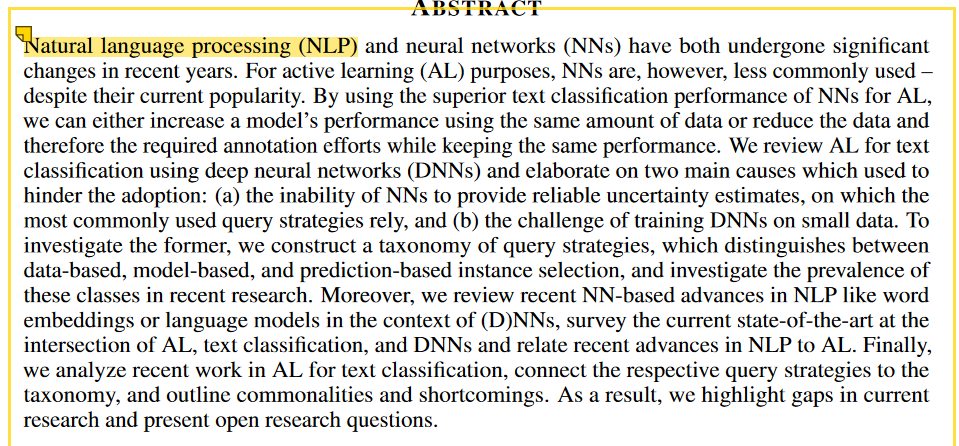 ABSTRACT
Natural language processing (NLP) and neural networks (NNs) have both undergone significant
changes in recent years. For active learning (AL) purposes, NNs are, however, less commonly used –
despite their current popularity. By using the superior text classification performance of NNs for AL,
we can either increase a model's performance using the same amount of data or reduce the data and
therefore the required annotation efforts while keeping the same performance. We review AL for text
classification using deep neural networks (DNNs) and elaborate on two main causes which used to
hinder the adoption: (a) the inability of NNs to provide reliable uncertainty estimates, on which the
most commonly used query strategies rely, and (b) the challenge of training DNNs on small data. To
investigate the former, we construct a taxonomy of query strategies, which distinguishes between
data-based, model-based, and prediction-based instance selection, and investigate the prevalence of
these classes in recent research. Moreover, we review recent NN-based advances in NLP like word
embeddings or language models in the context of (D)NNs, survey the current state-of-the-art at the
intersection of AL, text classification, and DNNs and relate recent advances in NLP to AL. Finally,
we analyze recent work in AL for text classification, connect the respective query strategies to the
taxonomy, and outline commonalities and shortcomings. As a result, we highlight gaps in current
research and present open research questions.